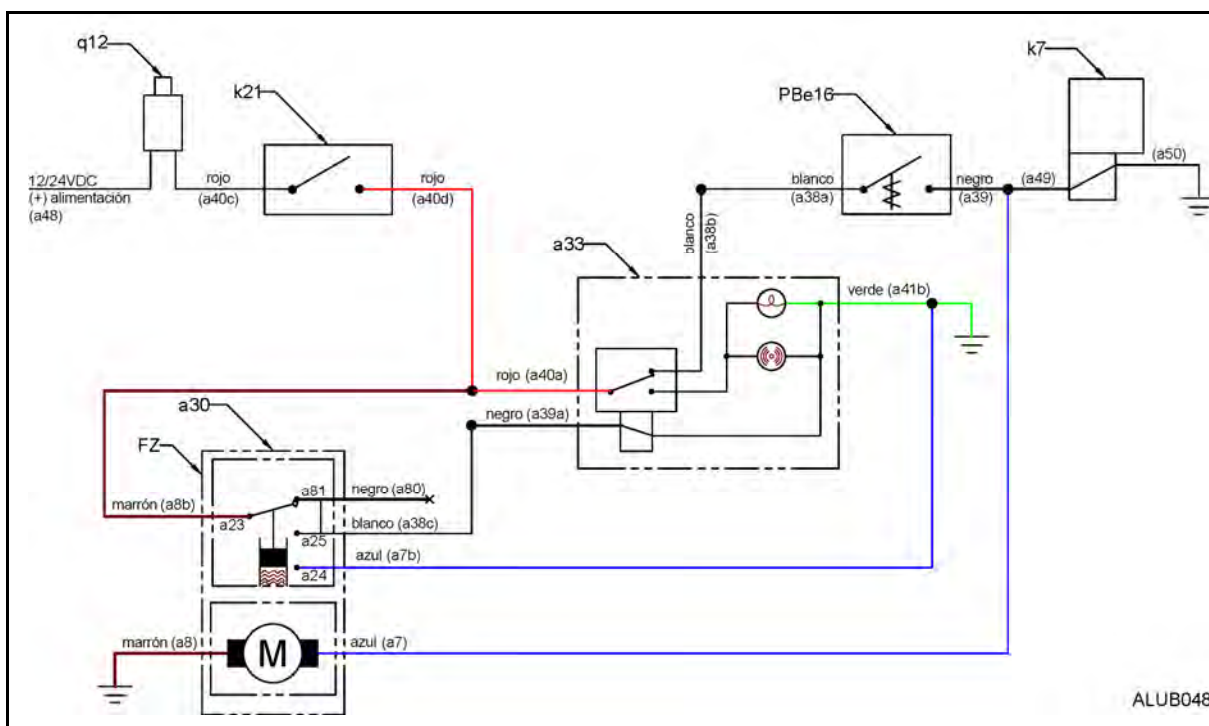 q12
k7
k21
PBe16
12/24VDC
(+) alimentación
(a48)
rojo
(a40c)
rojo
(a40d)
blanco
(a38a)
negro
(a39)
(a49)
(a50)
blanco
(a38b)
a33
verde (a41b)
rojo (a40a)
negro (a39a)
a30
FZ
a81
negro (a80)
marrón (a8b)
a23
blanco (a38c)
a25
azul (a7b)
a24
marrón (a8)
M
azul (a7)
ALUB048